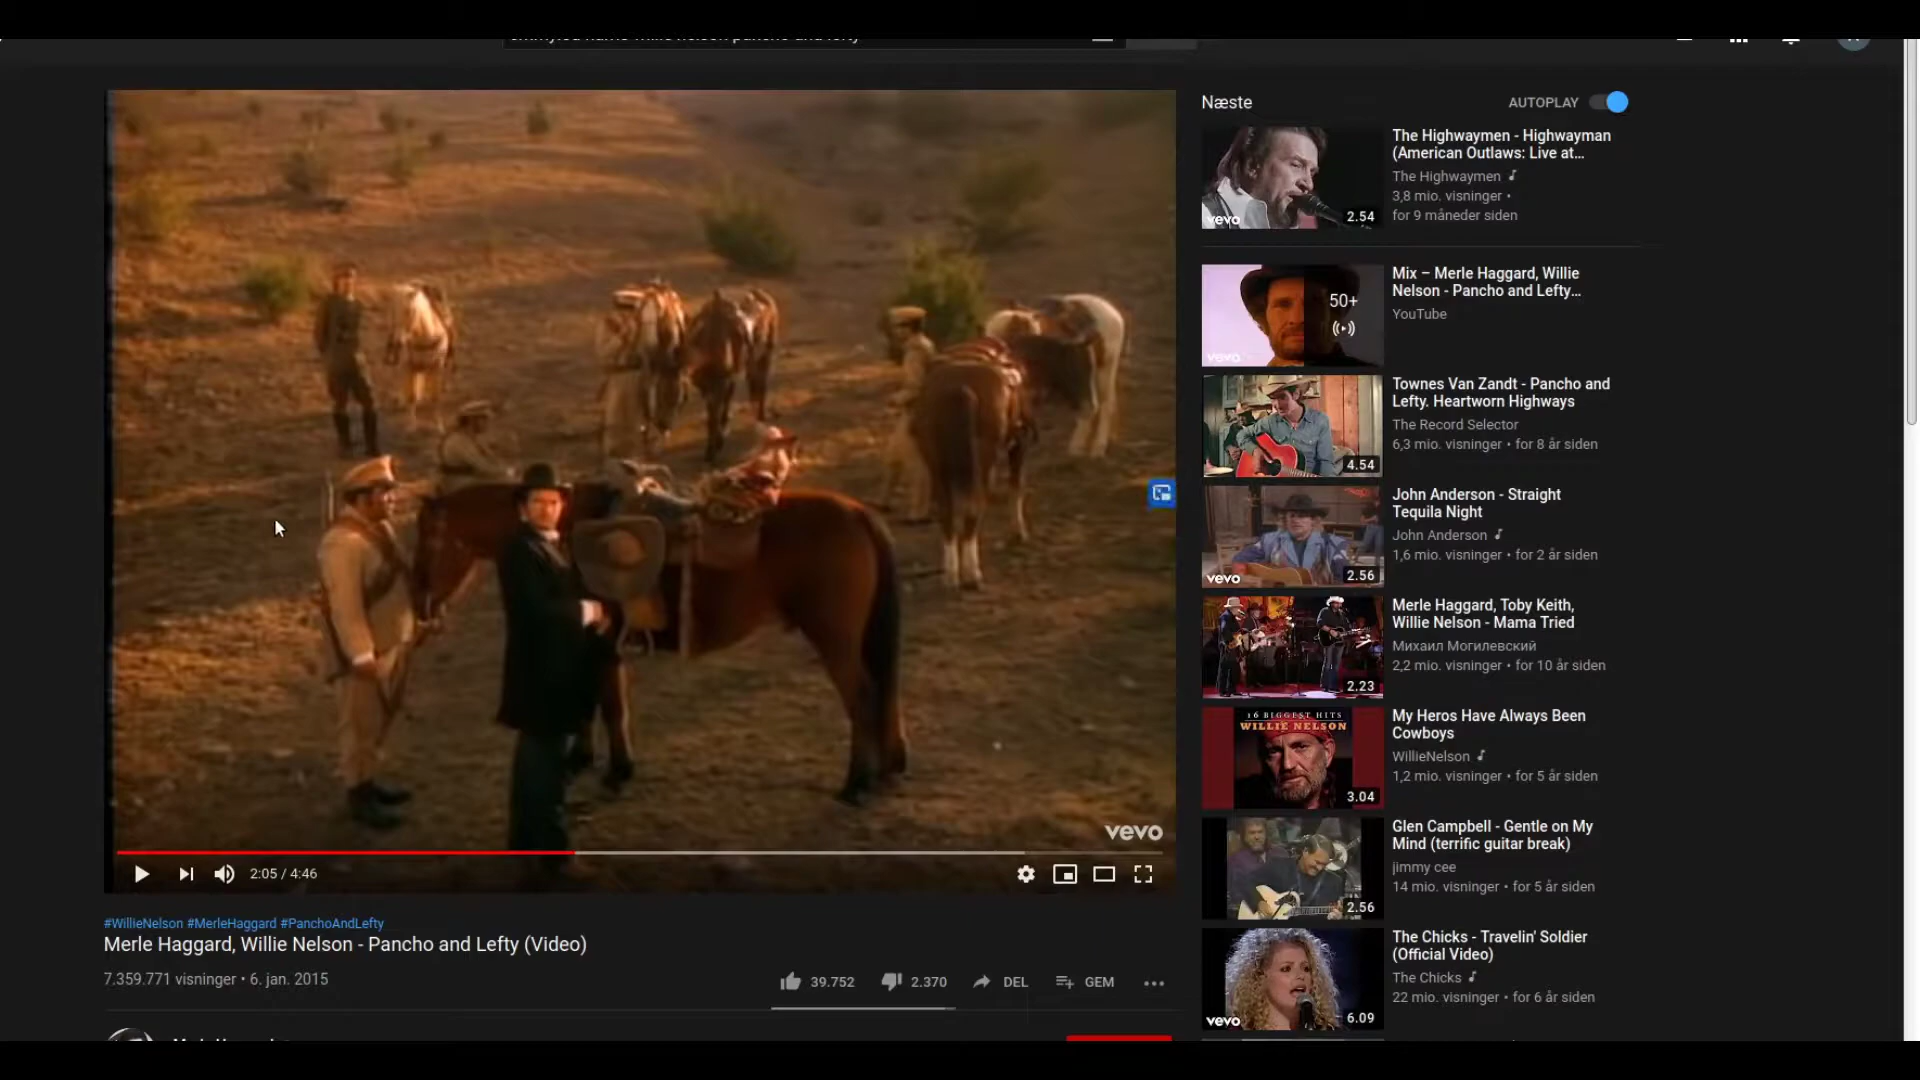 Næste
AUTOPLAY
The Highwaymen - Highwayman
(American Outlaws: Live at…
The Highwaymen
3,8 mio. visninger •
for 9 måneder siden
vevo
2.54
Mix – Merle Haggard, Willie
Nelson - Pancho and Lefty…
YouTube
50+
vevo
Townes Van Zandt - Pancho and
Lefty. Heartworn Highways
The Record Selector
6,3 mio. visninger • for 8 år siden
4.54
John Anderson - Straight
Tequila Night
John Anderson
1,6 mio. visninger • for 2 år siden
vevo
2.56
Merle Haggard, Toby Keith,
Willie Nelson - Mama Tried
Михаил Могилевский
2,2 mio. visninger • for 10 år siden
2.23
16 BIGGEST HITS
WILLIE NELSON
My Heros Have Always Been
Cowboys
WillieNelson
1,2 mio. visninger • for 5 år siden
3.04
Glen Campbell - Gentle on My
Mind (terrific guitar break)
jimmy cee
14 mio. visninger • for 5 år siden
2.56
The Chicks - Travelin' Soldier
(Official Video)
The Chicks
22 mio. visninger • for 6 år siden
vevo
6.09
vevo
2:05 / 4:46
#WillieNelson #MerleHaggard #PanchoAndLefty
Merle Haggard, Willie Nelson - Pancho and Lefty (Video)
7.359.771 visninger • 6. jan. 2015
39.752
2.370
DEL
GEM